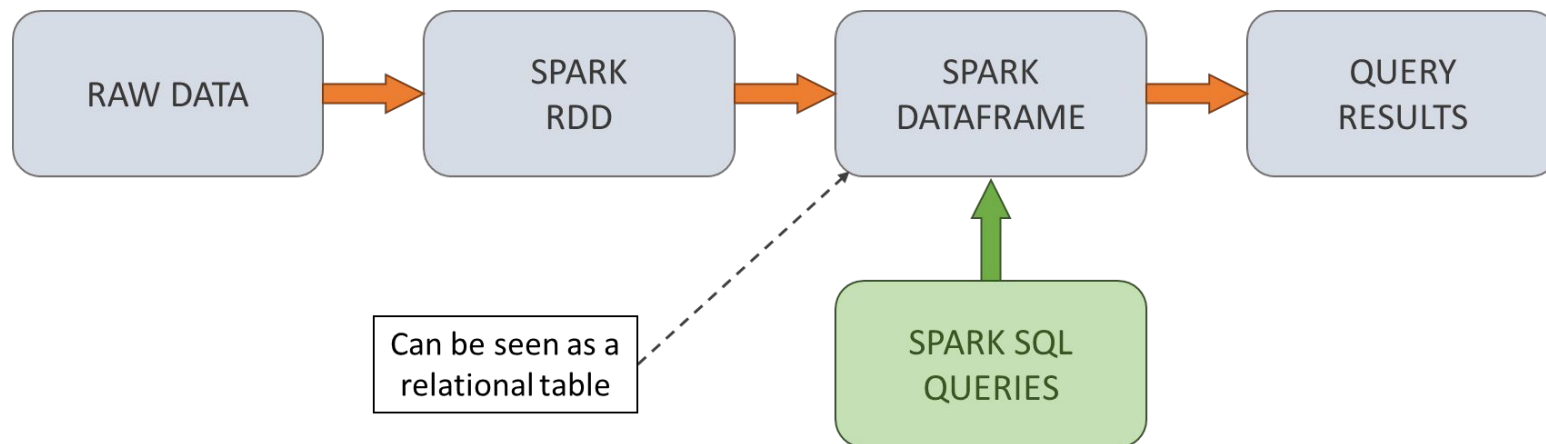 RAW DATA
SPARK
RDD
SPARK
DATAFRAME
QUERY
RESULTS
Can be seen as a
relational table
SPARK SQL
QUERIES